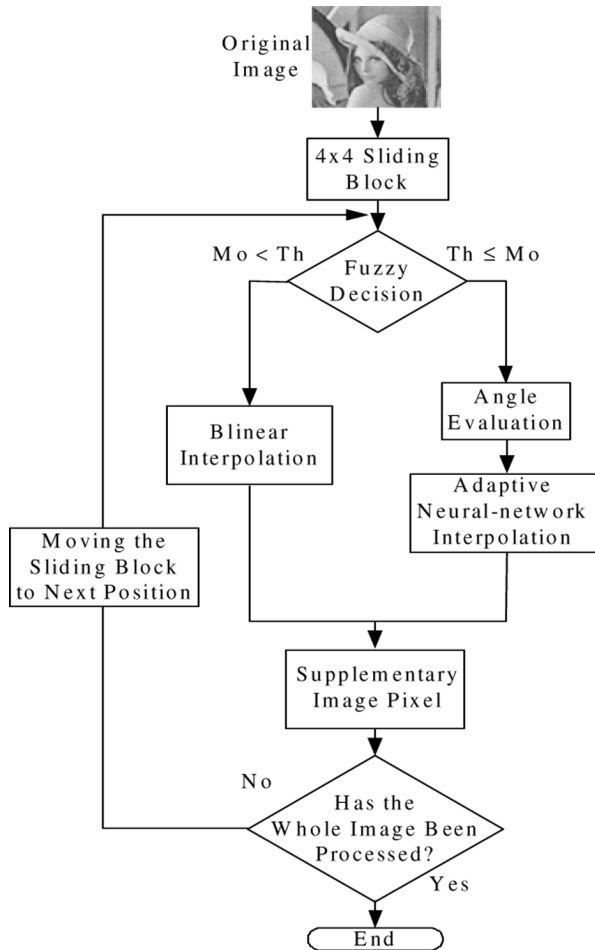 Original
Image
4x4 Sliding
Block
Mo < Th
Th ≤ Mo
Fuzzy
Decision
Blinear
Interpolation
Angle
Evaluation
Adaptive
Neural-network
Interpolation
Moving the
Sliding Block
to Next Position
Supplementary
Image Pixel
No
Has the
Whole Image Been
Processed?
Yes
End